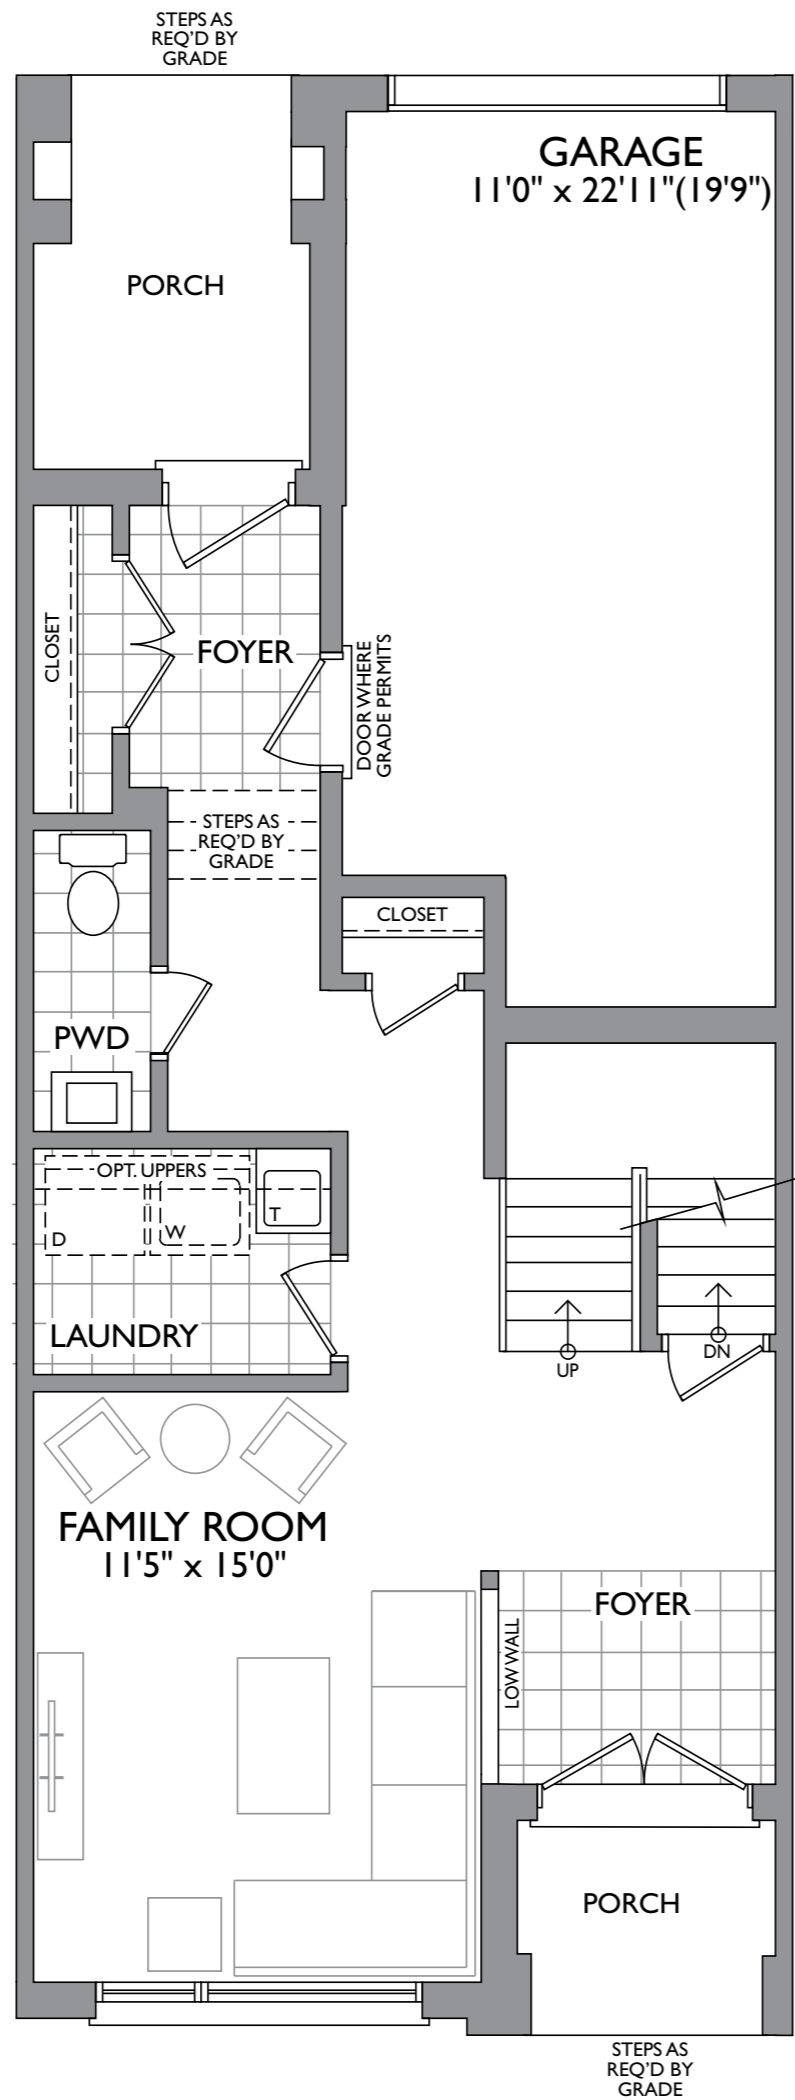 STEPS AS
REQ'D BY
GRADE
GARAGE
11'0" x 22'11"(19'9")
PORCH
CLOSET
FOYER
DOOR WHERE
GRADE PERMITS
STEPS AS
REQ'D BY
GRADE
CLOSET
PWD
OPT. UPPERS
D
W
T
LAUNDRY
UP
DN
FAMILY ROOM
11'5" x 15'0"
FOYER
LOW WALL
PORCH
STEPS AS
REQ'D BY
GRADE